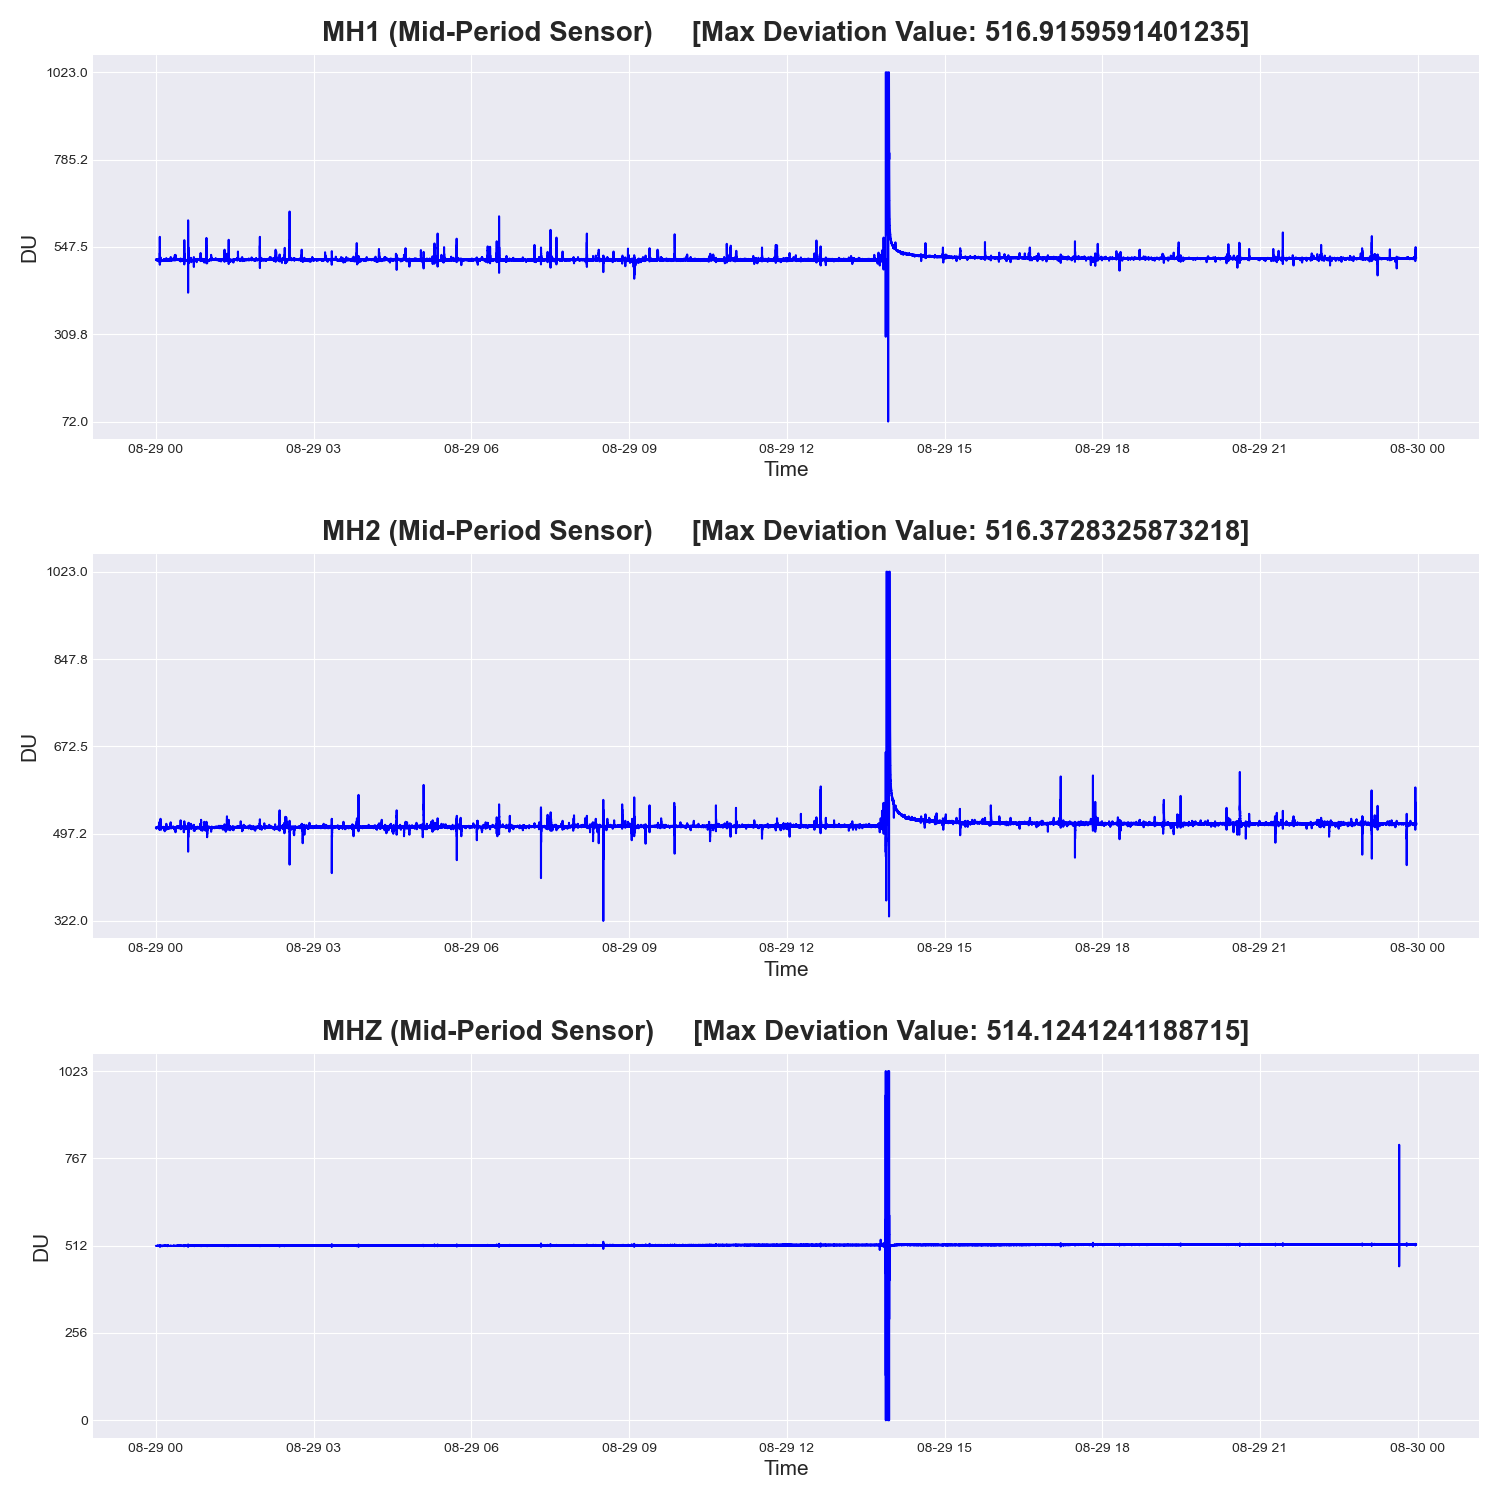 MH1 (Mid-Period Sensor) [Max Deviation Value: 516.9159591401235]
1023.0
785.2
547.5
309.8
72.0
DU
08-29 00 08-29 03 08-29 06 08-29 09 08-29 12 08-29 15 08-29 18 08-29 21 08-30 00
Time
MH2 (Mid-Period Sensor) [Max Deviation Value: 516.3728325873218]
1023.0
847.8
672.5
497.2
322.0
DU
08-29 00 08-29 03 08-29 06 08-29 09 08-29 12 08-29 15 08-29 18 08-29 21 08-30 00
Time
MHZ (Mid-Period Sensor) [Max Deviation Value: 514.1241241188715]
1023
767
512
256
0
DU
08-29 00 08-29 03 08-29 06 08-29 09 08-29 12 08-29 15 08-29 18 08-29 21 08-30 00
Time